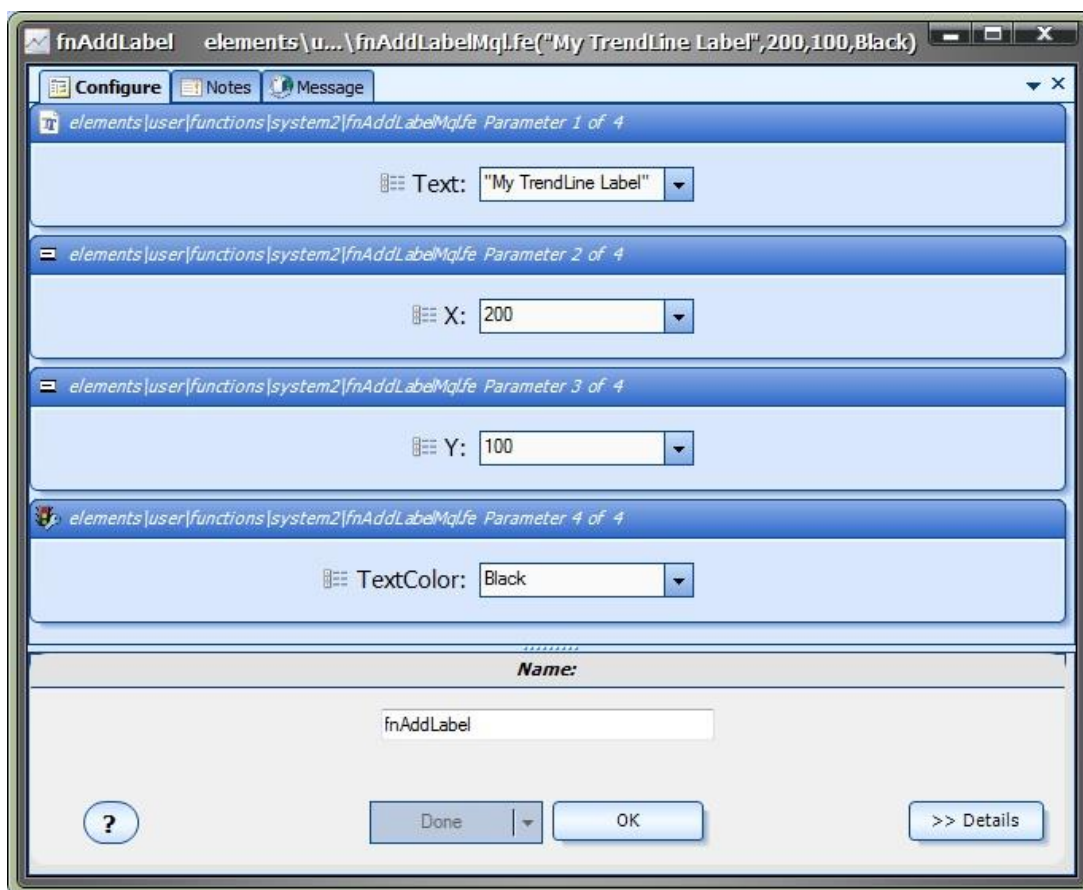 fnAddLabel elements\u...\fnAddLabelMql.fe("My TrendLine Label",200,100,Black)
Configure Notes Message
elements|user|functions|system2|fnAddLabelMql.fe Parameter 1 of 4
Text: "My TrendLine Label"
elements|user|functions|system2|fnAddLabelMql.fe Parameter 2 of 4
X: 200
elements|user|functions|system2|fnAddLabelMql.fe Parameter 3 of 4
Y: 100
elements|user|functions|system2|fnAddLabelMql.fe Parameter 4 of 4
TextColor: Black
Name:
fnAddLabel
? Done OK >> Details